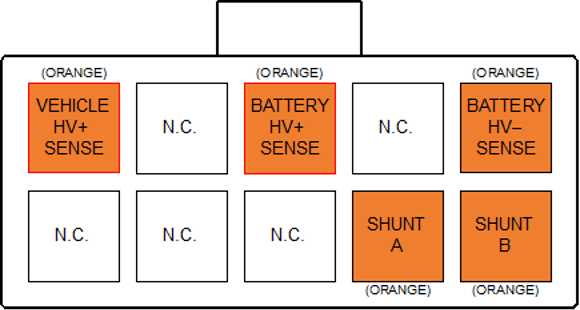 (ORANGE) (ORANGE) (ORANGE)
VEHICLE
HV+
SENSE
N.C.
BATTERY
HV+
SENSE
N.C.
BATTERY
HV–
SENSE
N.C.
N.C.
N.C.
SHUNT
A
SHUNT
B
(ORANGE) (ORANGE)